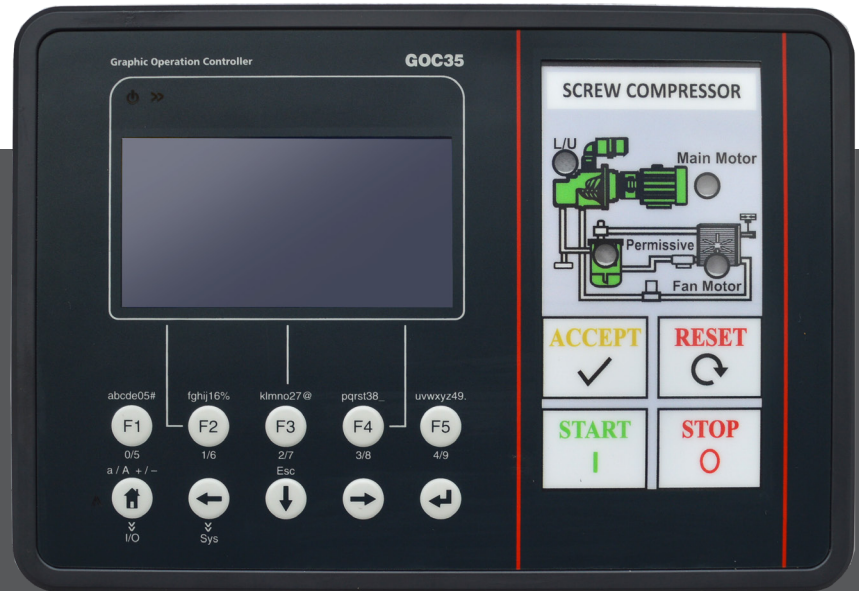 Graphic Operation Controller
GOC35
abcde05#
fghij16%
klmno27@
pqrst38_
uvwxyz49.
F1
F2
F3
F4
F5
0/5
1/6
2/7
3/8
4/9
a / A + / −
Esc
I/O
Sys
SCREW COMPRESSOR
L/U
Main Motor
Permissive
Fan Motor
ACCEPT
RESET
START
STOP
I
O